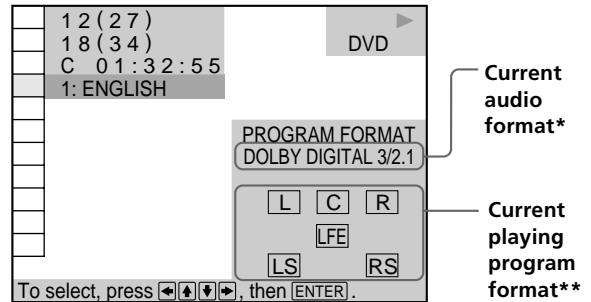 12(27)
18(34)
C 01:32:55
1: ENGLISH
DVD
PROGRAM FORMAT
DOLBY DIGITAL 3/2.1
L C R
LFE
LS RS
To select, press ←↑↓→, then ENTER.
Current
audio
format*
Current
playing
program
format**